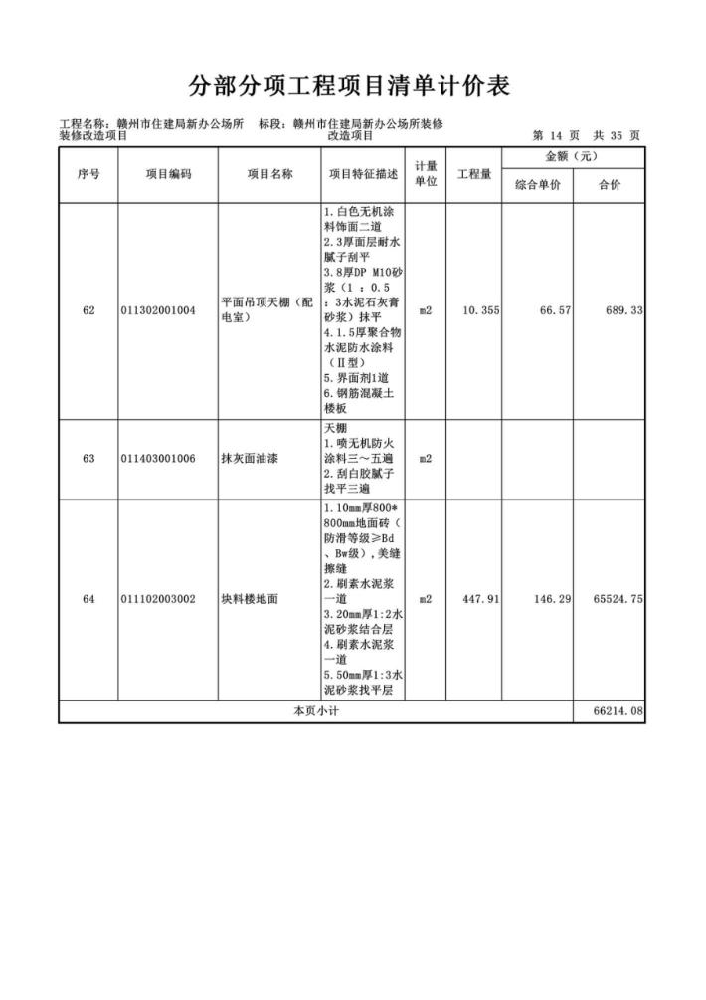 分部分项工程项目清单计价表
工程名称：赣州市住建局新办公场所
装修改造项目
标段：赣州市住建局新办公场所装修
改造项目
第 14 页 共 35 页
序号
项目编码
项目名称
项目特征描述
计量
单位
工程量
金额（元）
综合单价
合价
62
011302001004
平面吊顶天棚（配
电室）
1.白色无机涂
料饰面二道
2.3厚面层耐水
腻子刮平
3.8厚DP M10砂
浆（1 ：0.5
：3水泥石灰膏
砂浆）抹平
4.1.5厚聚合物
水泥防水涂料
（Ⅱ型）
5.界面剂1道
6.钢筋混凝土
楼板
m2
10.355
66.57
689.33
63
011403001006
抹灰面油漆
天棚
1.喷无机防火
涂料三～五遍
2.刮白胶腻子
找平三遍
m2
64
011102003002
块料楼地面
1.10mm厚800*
800mm地面砖（
防滑等级≥Bd
、Bw级）,美缝
擦缝
2.刷素水泥浆
一道
3.20mm厚1:2水
泥砂浆结合层
4.刷素水泥浆
一道
5.50mm厚1:3水
泥砂浆找平层
m2
447.91
146.29
65524.75
本页小计
66214.08